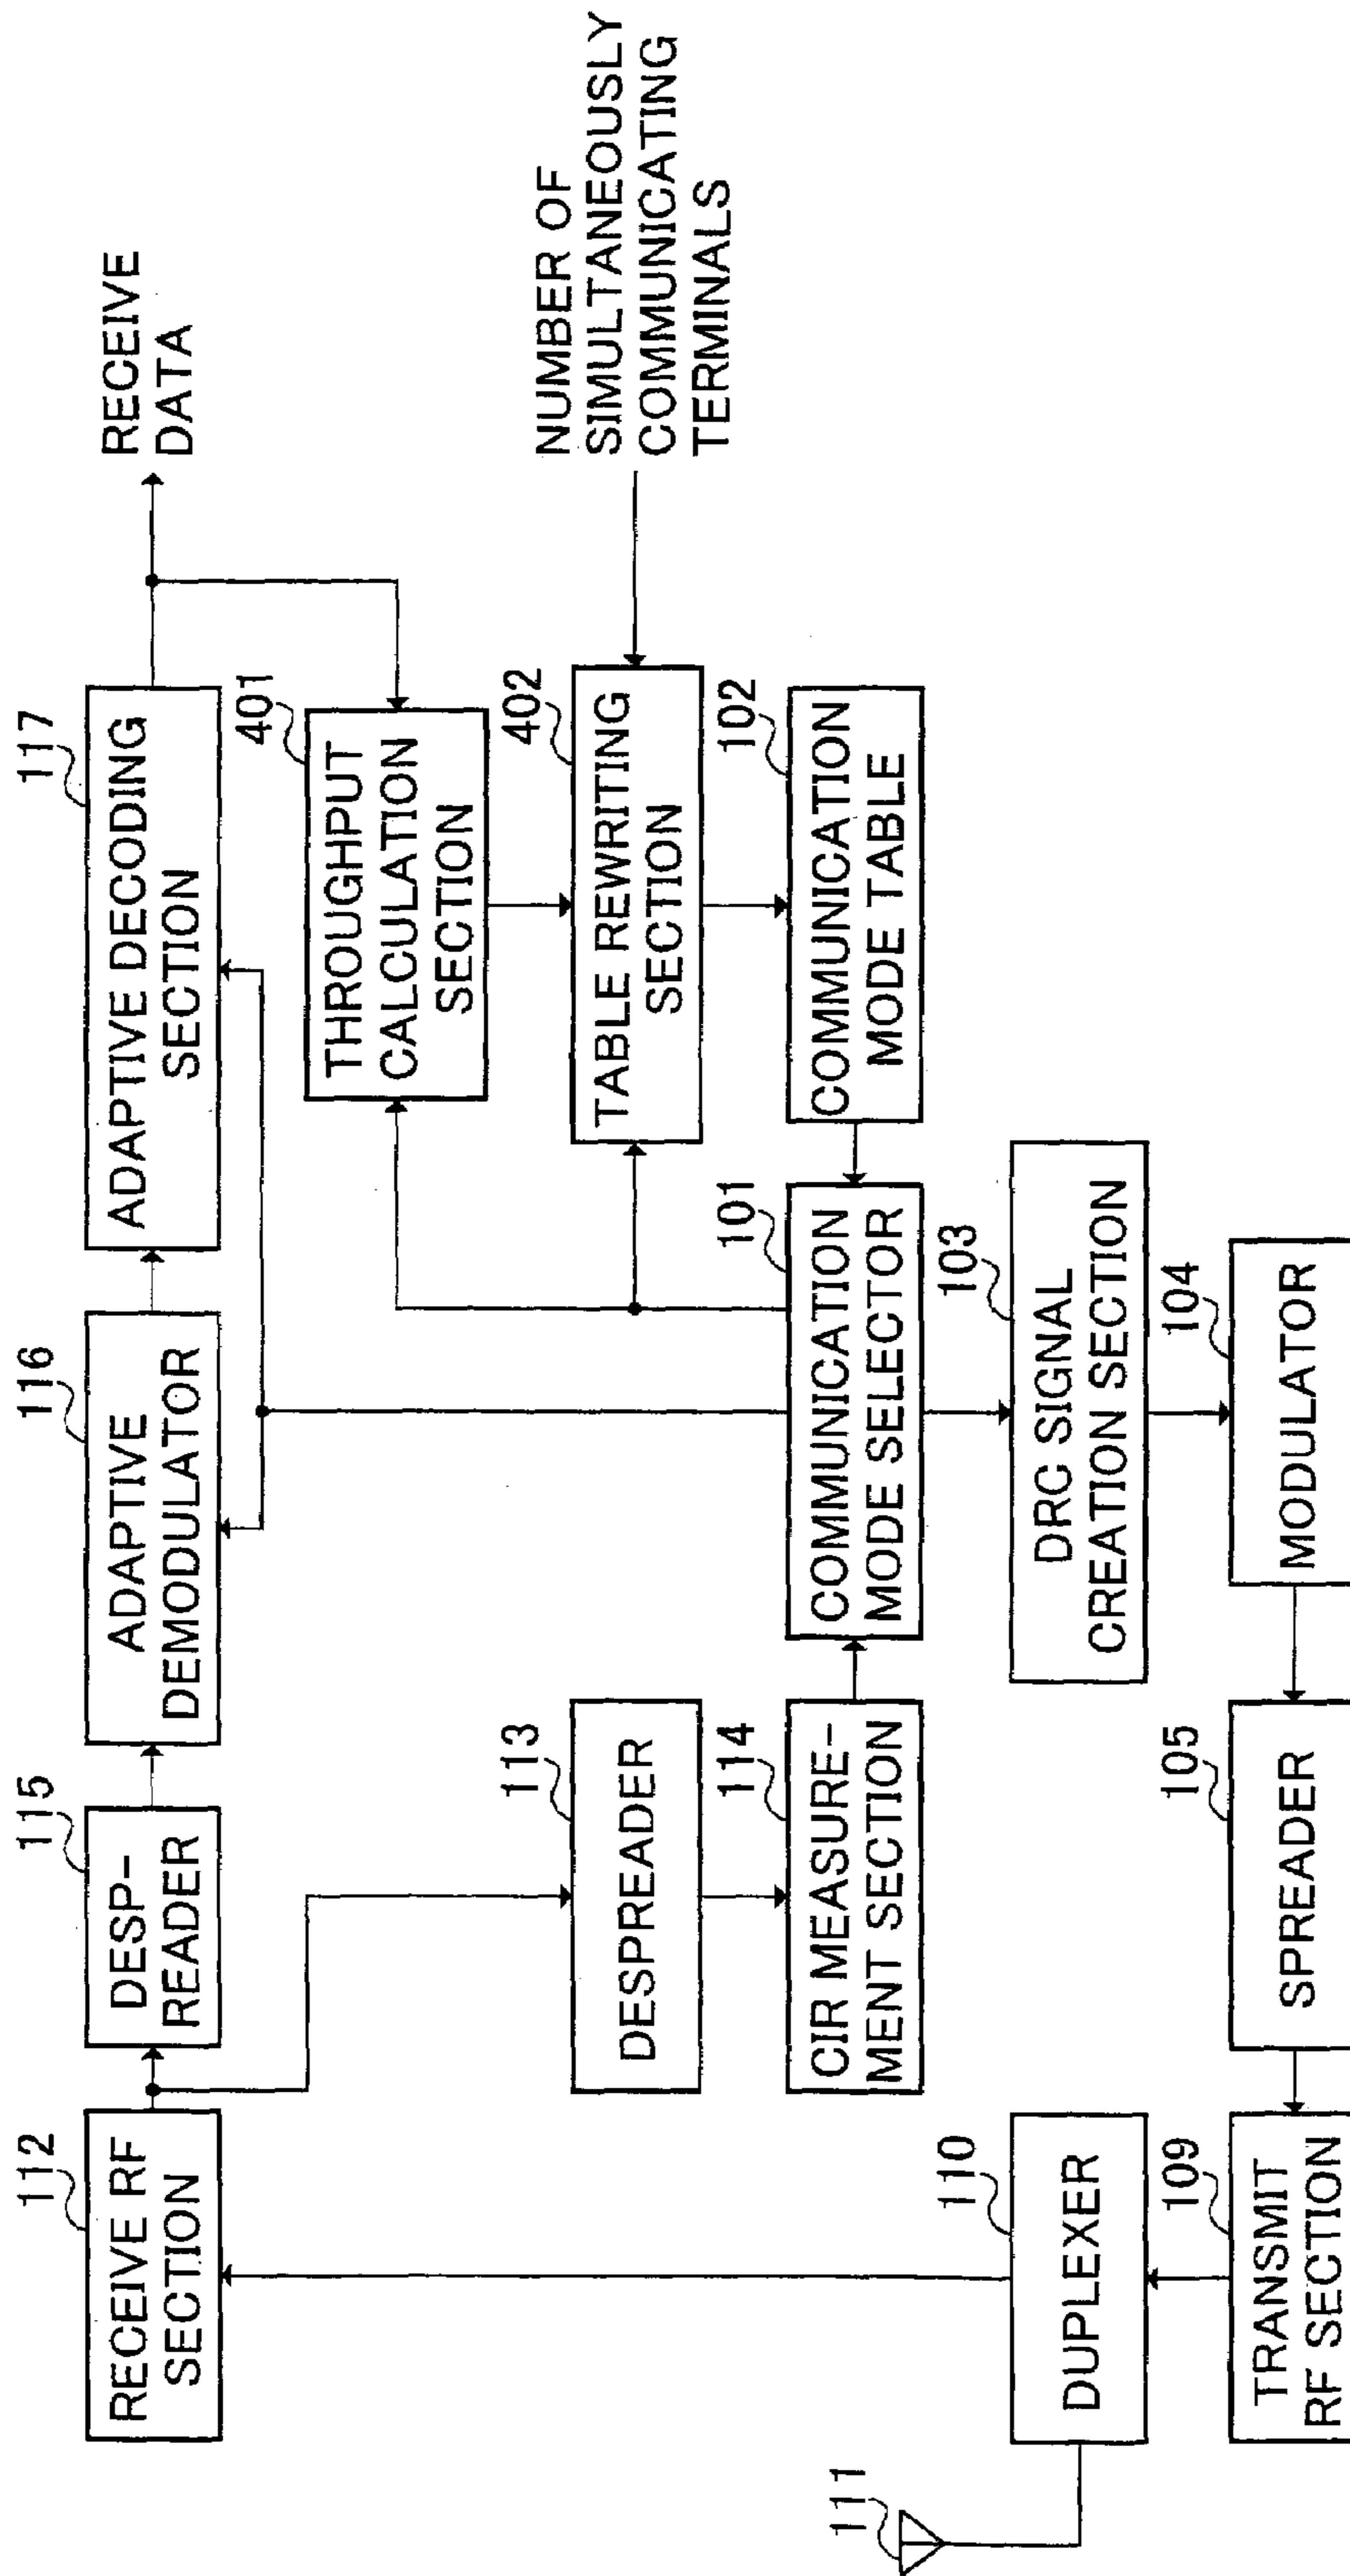 112
RECEIVE RF
SECTION
115
DESP-
READER
116
ADAPTIVE
DEMODULATOR
117
ADAPTIVE DECODING
SECTION
RECEIVE
DATA
401
THROUGHPUT
CALCULATION
SECTION
113
DESPREADER
402
TABLE REWRITING
SECTION
NUMBER OF
SIMULTANEOUSLY
COMMUNICATING
TERMINALS
114
CIR MEASURE-
MENT SECTION
101
COMMUNICATION
MODE SELECTOR
102
COMMUNICATION
MODE TABLE
111
110
DUPLEXER
103
DRC SIGNAL
CREATION SECTION
109
TRANSMIT
RF SECTION
105
SPREADER
104
MODULATOR